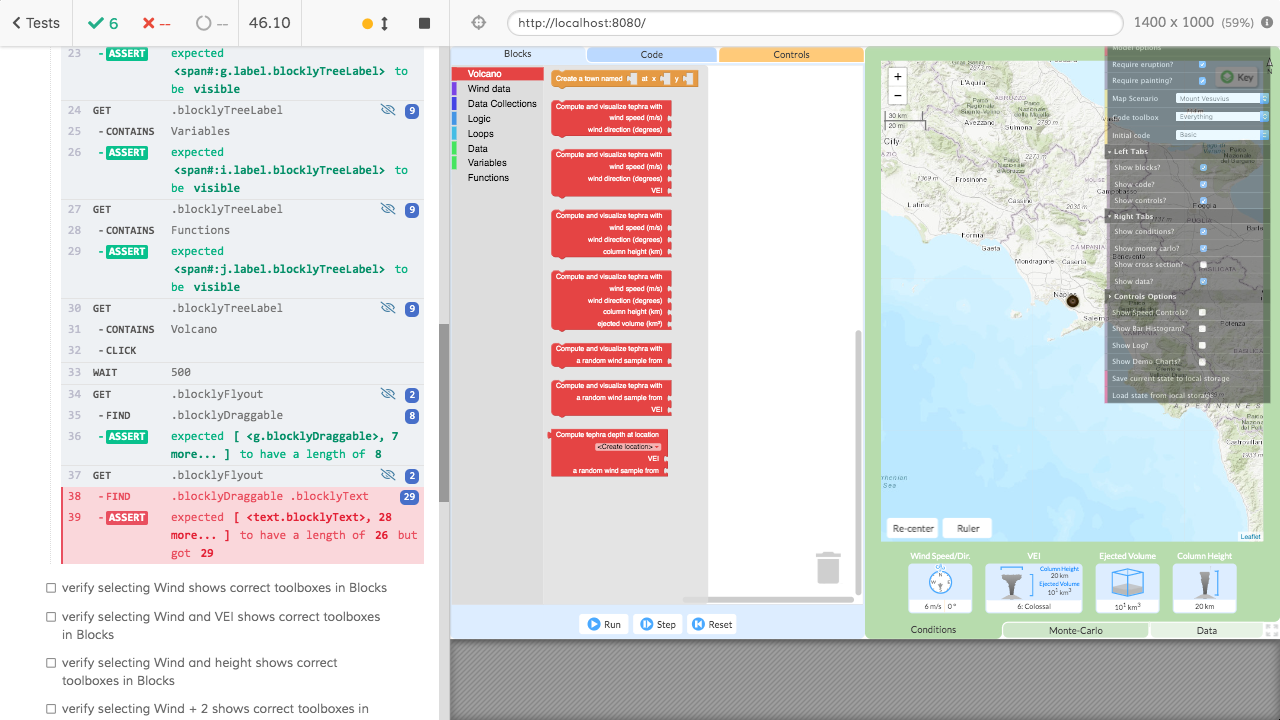 Tests
6
--
--
46.10
http://localhost:8080/
1400 x 1000 (59%)
23 - ASSERT expected
<span#:g.label.blocklyTreeLabel> to
be visible
24 GET .blocklyTreeLabel 9
25 - CONTAINS Variables
26 - ASSERT expected
<span#:i.label.blocklyTreeLabel> to
be visible
27 GET .blocklyTreeLabel 9
28 - CONTAINS Functions
29 - ASSERT expected
<span#:j.label.blocklyTreeLabel> to
be visible
30 GET .blocklyTreeLabel 9
31 - CONTAINS Volcano
32 - CLICK
33 WAIT 500
34 GET .blocklyFlyout 2
35 - FIND .blocklyDraggable 8
36 - ASSERT expected [ <g.blocklyDraggable>, 7
more... ] to have a length of 8
37 GET .blocklyFlyout 2
38 - FIND .blocklyDraggable .blocklyText 29
39 - ASSERT expected [ <text.blocklyText>, 28
more... ] to have a length of 26 but
got 29
verify selecting Wind shows correct toolboxes in Blocks
verify selecting Wind and VEI shows correct toolboxes
in Blocks
verify selecting Wind and height shows correct
toolboxes in Blocks
verify selecting Wind + 2 shows correct toolboxes in
Blocks
Code
Controls
Volcano
Wind data
Data Collections
Logic
Loops
Data
Variables
Functions
Create a town named at x y
Compute and visualize tephra with
wind speed (m/s)
wind direction (degrees)
Compute and visualize tephra with
wind speed (m/s)
wind direction (degrees)
VEI
Compute and visualize tephra with
wind speed (m/s)
wind direction (degrees)
column height (km)
Compute and visualize tephra with
wind speed (m/s)
wind direction (degrees)
column height (km)
ejected volume (km³)
Compute and visualize tephra with
a random wind sample from
Compute and visualize tephra with
a random wind sample from
VEI
Compute tephra depth at location
<Create location>
VEI
a random wind sample from
Run
Step
Reset
+
−
30 km
20 m
City
Avezzano
Sulmona
Frosinone
Cassino
2035 m
Latina
Formia
Gaeta
Mondragone
Caserta
Napoli
Re-center
Ruler
Leaflet
Model options
Require eruption?
Require painting?
Key
Map Scenario Mount Vesuvius
Code toolbox Everything
Initial code Basic
Left Tabs
Show blocks?
Show code?
Show controls?
Right Tabs
Show conditions?
Show monte carlo?
Show cross section?
Show data?
Controls Options
Show Speed Controls?
Show Bar Histogram?
Show Log?
Show Demo Charts?
Save current state to local storage
Load state from local storage
Foggia
Potenza
APENNINES
Sea
Wind Speed/Dir.
6 m/s 0°
VEI
Column Height
20 km
Ejected Volume
10¹ km³
6: Colossal
Ejected Volume
10¹ km³
Column Height
20 km
Conditions
Monte-Carlo
Data